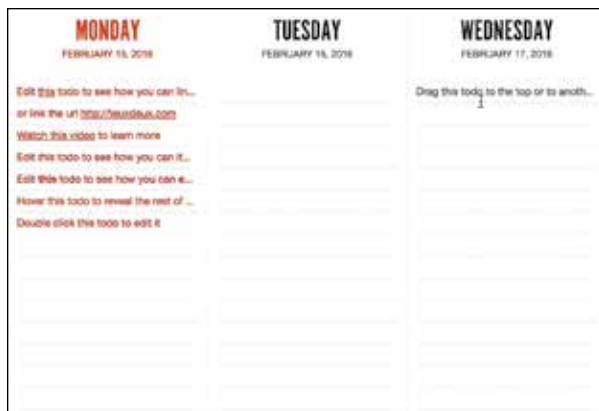 MONDAY
FEBRUARY 15, 2016
Edit this todo to see how you can lin...
or link the url http://teuxdeux.com
Watch this video to learn more
Edit this todo to see how you can it...
Edit this todo to see how you can e...
Hover this todo to reveal the rest of ...
Double click this todo to edit it
TUESDAY
FEBRUARY 16, 2016
WEDNESDAY
FEBRUARY 17, 2016
Drag this todo to the top or to anoth...